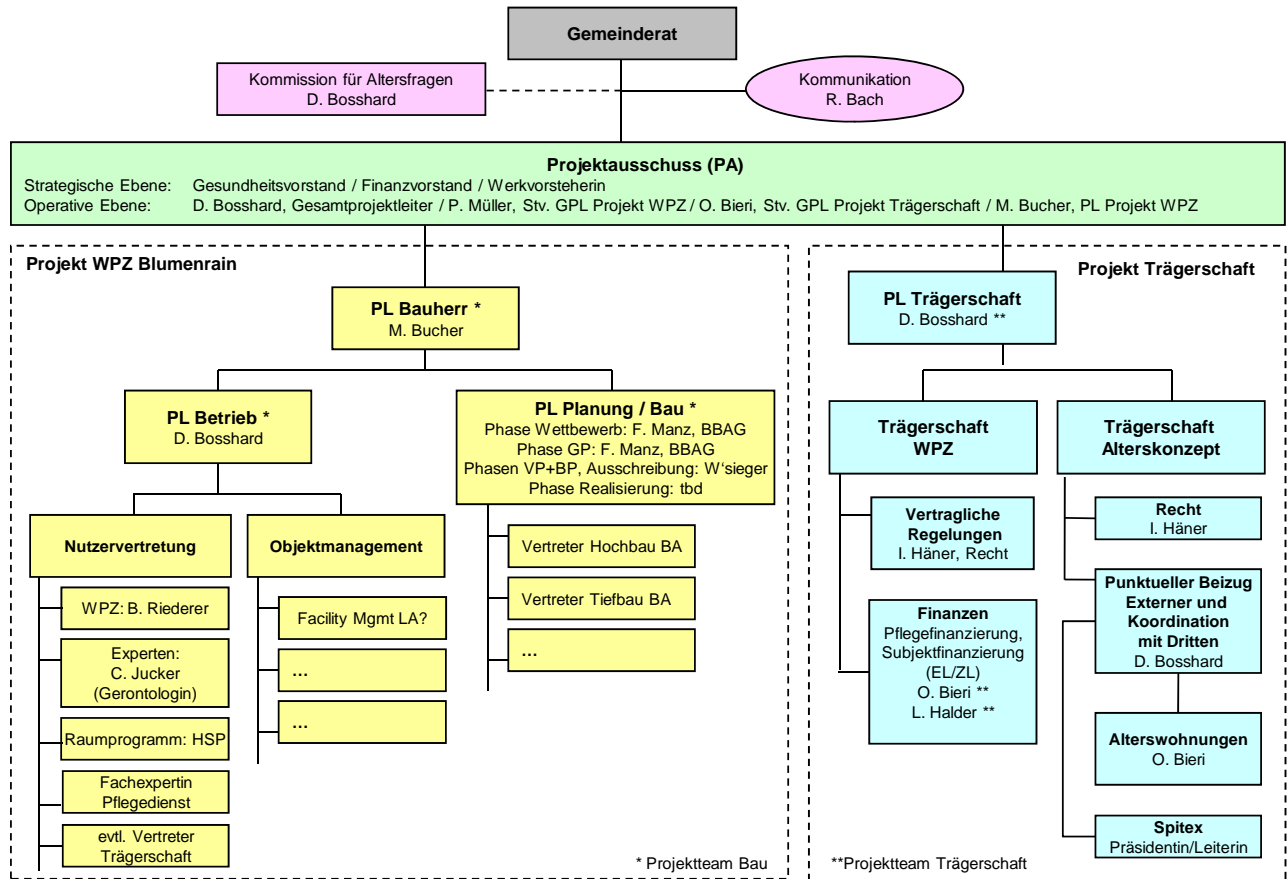 Gemeinderat
Kommission für Altersfragen
D. Bosshard
Kommunikation
R. Bach
Projektausschuss (PA)
Strategische Ebene: Gesundheitsvorstand / Finanzvorstand / Werkvorsteherin
Operative Ebene: D. Bosshard, Gesamtprojektleiter / P. Müller, Stv. GPL Projekt WPZ / O. Bieri, Stv. GPL Projekt Trägerschaft / M. Bucher, PL Projekt WPZ
Projekt WPZ Blumenrain
PL Bauherr *
M. Bucher
PL Betrieb *
D. Bosshard
PL Planung / Bau *
Phase Wettbewerb: F. Manz, BBAG
Phase GP: F. Manz, BBAG
Phasen VP+BP, Ausschreibung: W'sieger
Phase Realisierung: tbd
Nutzervertretung
WPZ: B. Riederer
Experten:
C. Jucker
(Gerontologin)
Raumprogramm: HSP
Fachexpertin
Pflegedienst
evtl. Vertreter
Trägerschaft
Objektmanagement
Facility Mgmt LA?
...
...
Vertreter Hochbau BA
Vertreter Tiefbau BA
...
* Projektteam Bau
Projekt Trägerschaft
PL Trägerschaft
D. Bosshard **
Trägerschaft
WPZ
Vertragliche
Regelungen
I. Häner, Recht
Finanzen
Pflegefinanzierung,
Subjektfinanzierung
(EL/ZL)
O. Bieri **
L. Halder **
Trägerschaft
Alterskonzept
Recht
I. Häner
Punktueller Beizug
Externer und
Koordination
mit Dritten
D. Bosshard
Alterswohnungen
O. Bieri
Spitex
Präsidentin/Leiterin
**Projektteam Trägerschaft